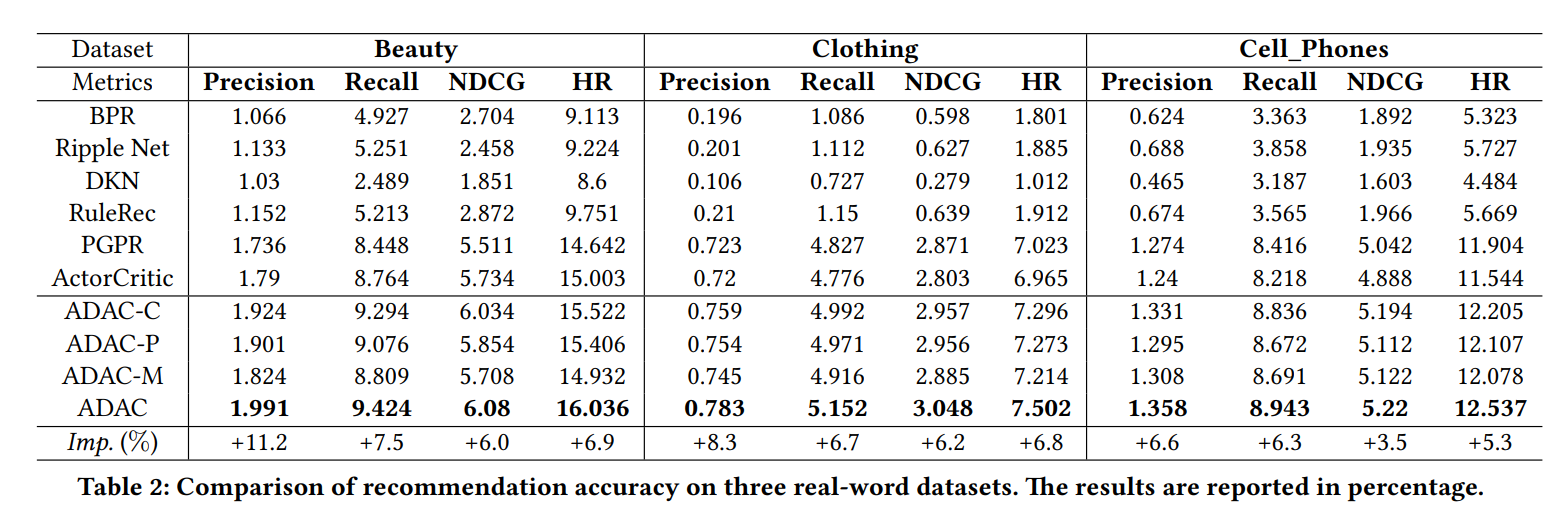 Dataset Beauty Clothing Cell_Phones
Metrics Precision Recall NDCG HR Precision Recall NDCG HR Precision Recall NDCG HR
BPR 1.066 4.927 2.704 9.113 0.196 1.086 0.598 1.801 0.624 3.363 1.892 5.323
Ripple Net 1.133 5.251 2.458 9.224 0.201 1.112 0.627 1.885 0.688 3.858 1.935 5.727
DKN 1.03 2.489 1.851 8.6 0.106 0.727 0.279 1.012 0.465 3.187 1.603 4.484
RuleRec 1.152 5.213 2.872 9.751 0.21 1.15 0.639 1.912 0.674 3.565 1.966 5.669
PGPR 1.736 8.448 5.511 14.642 0.723 4.827 2.871 7.023 1.274 8.416 5.042 11.904
ActorCritic 1.79 8.764 5.734 15.003 0.72 4.776 2.803 6.965 1.24 8.218 4.888 11.544
ADAC-C 1.924 9.294 6.034 15.522 0.759 4.992 2.957 7.296 1.331 8.836 5.194 12.205
ADAC-P 1.901 9.076 5.854 15.406 0.754 4.971 2.956 7.273 1.295 8.672 5.112 12.107
ADAC-M 1.824 8.809 5.708 14.932 0.745 4.916 2.885 7.214 1.308 8.691 5.122 12.078
ADAC 1.991 9.424 6.08 16.036 0.783 5.152 3.048 7.502 1.358 8.943 5.22 12.537
Imp. (%) +11.2 +7.5 +6.0 +6.9 +8.3 +6.7 +6.2 +6.8 +6.6 +6.3 +3.5 +5.3
Table 2: Comparison of recommendation accuracy on three real-word datasets. The results are reported in percentage.